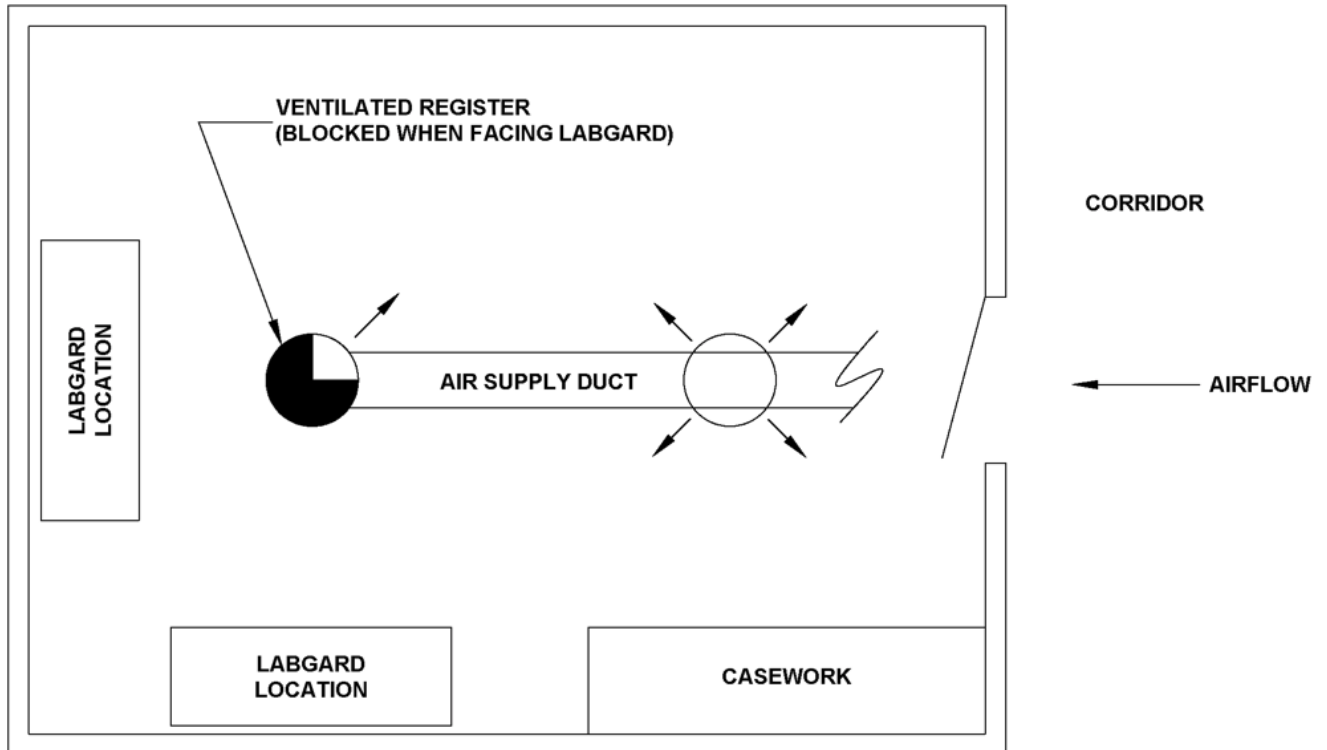 VENTILATED REGISTER
(BLOCKED WHEN FACING LABGARD)
CORRIDOR
LABGARD
LOCATION
AIR SUPPLY DUCT
AIRFLOW
LABGARD
LOCATION
CASEWORK